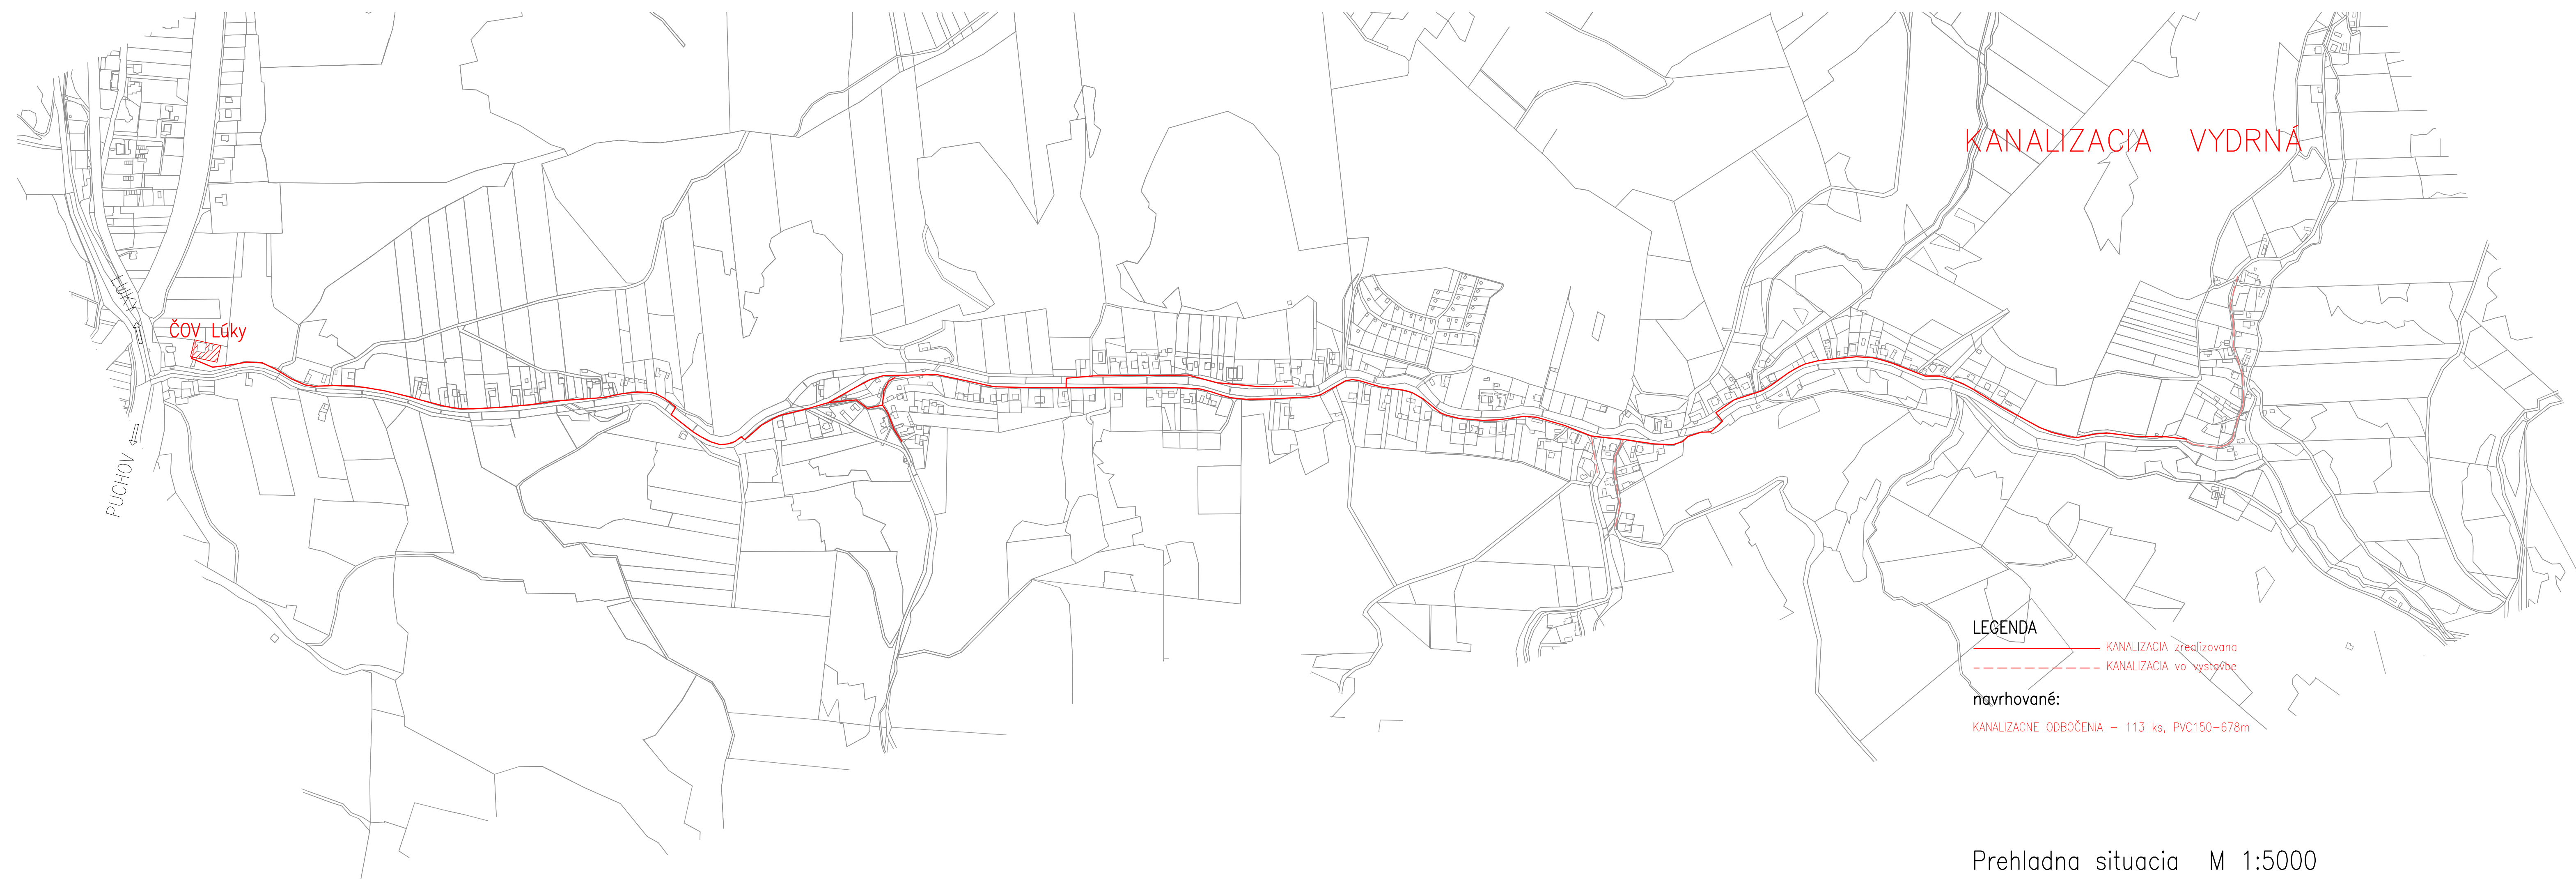 KANALIZACIA VYDRNÁ
LÚKY
ČOV Lúky
PUCHOV
LEGENDA
KANALIZACIA zrealizovana
KANALIZACIA vo vystavbe
navrhované:
KANALIZACNE ODBOČENIA - 113 ks, PVC150-678m
Prehladna situacia M 1:5000